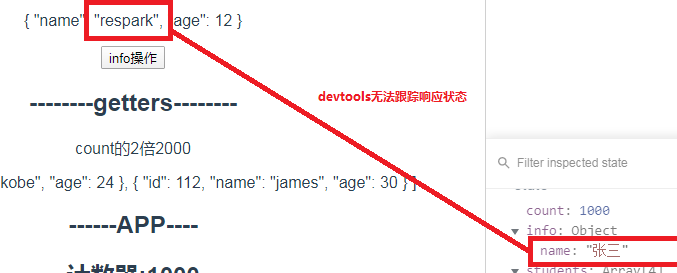 { "name": "respark", "age": 12 }
info操作
--------getters--------
devtools无法跟踪响应状态
count的2倍2000
Filter inspected state
kobe", "age": 24 }, { "id": 112, "name": "james", "age": 30 } ]
------APP----
count: 1000
info: Object
name: "张三"
计数器:1000
students: Array[4]